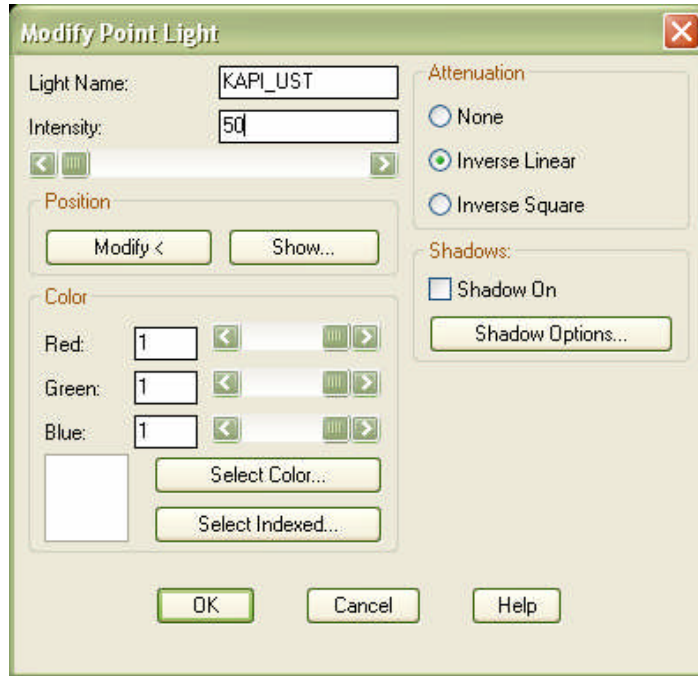 Modify Point Light
Light Name: KAPI_UST
Intensity: 50
Position
Modify < Show...
Color
Red: 1
Green: 1
Blue: 1
Select Color...
Select Indexed...
Attenuation
None
Inverse Linear
Inverse Square
Shadows:
Shadow On
Shadow Options...
OK Cancel Help